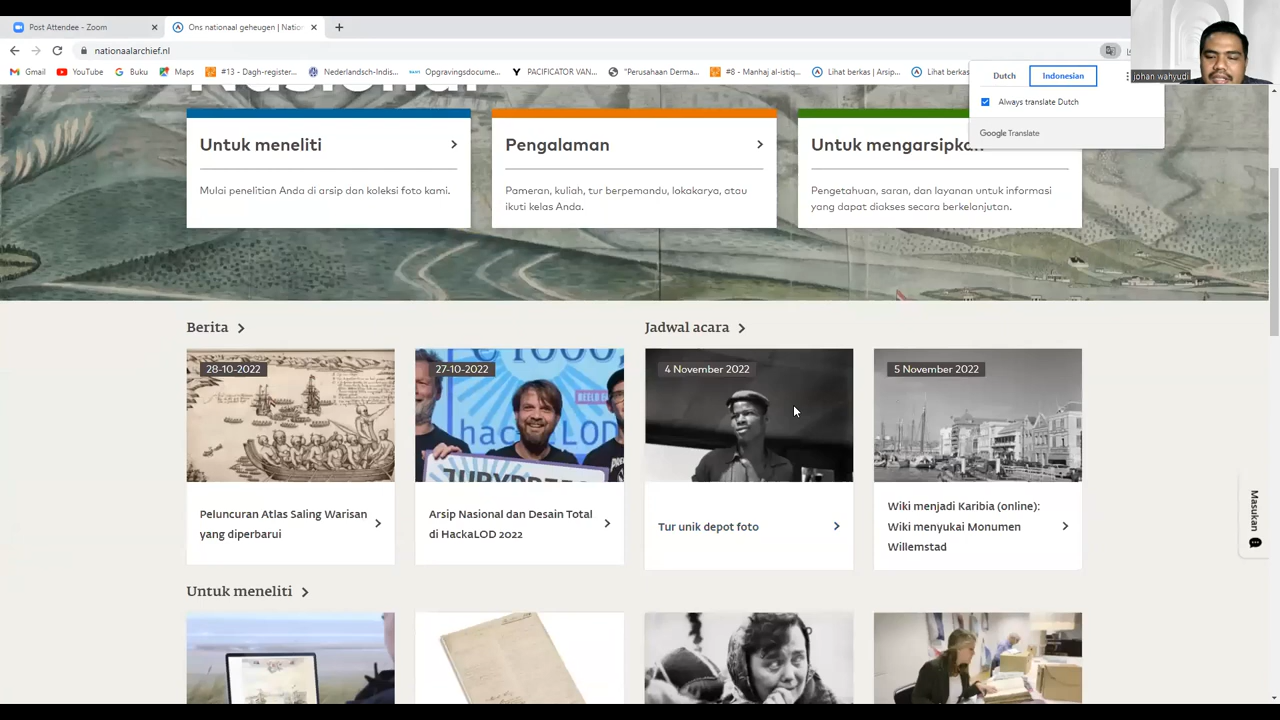 Post Attendee - Zoom
Ons nationaal geheugen | Nation
nationaalarchief.nl
Gmail
YouTube
Buku
Maps
#13 - Dagh-register...
Nederlandsch-Indis...
Opgravingsdocume...
PACIFICATOR VAN...
"Perusahaan Derma...
#8 - Manhaj al-istiq...
Lihat berkas | Arsip...
Lihat berkas
Dutch
Indonesian
Always translate Dutch
Google Translate
johan wahyudi
Nasional
Untuk meneliti
Mulai penelitian Anda di arsip dan koleksi foto kami.
Pengalaman
Pameran, kuliah, tur berpemandu, lokakarya, atau
ikuti kelas Anda.
Untuk mengarsipkan
Pengetahuan, saran, dan layanan untuk informasi
yang dapat diakses secara berkelanjutan.
Berita
Jadwal acara
28-10-2022
27-10-2022
4 November 2022
5 November 2022
€ 1000
hackaLOD
JURYPREZE
Peluncuran Atlas Saling Warisan
yang diperbarui
Arsip Nasional dan Desain Total
di HackaLOD 2022
Tur unik depot foto
Wiki menjadi Karibia (online):
Wiki menyukai Monumen
Willemstad
Masukan
Untuk meneliti